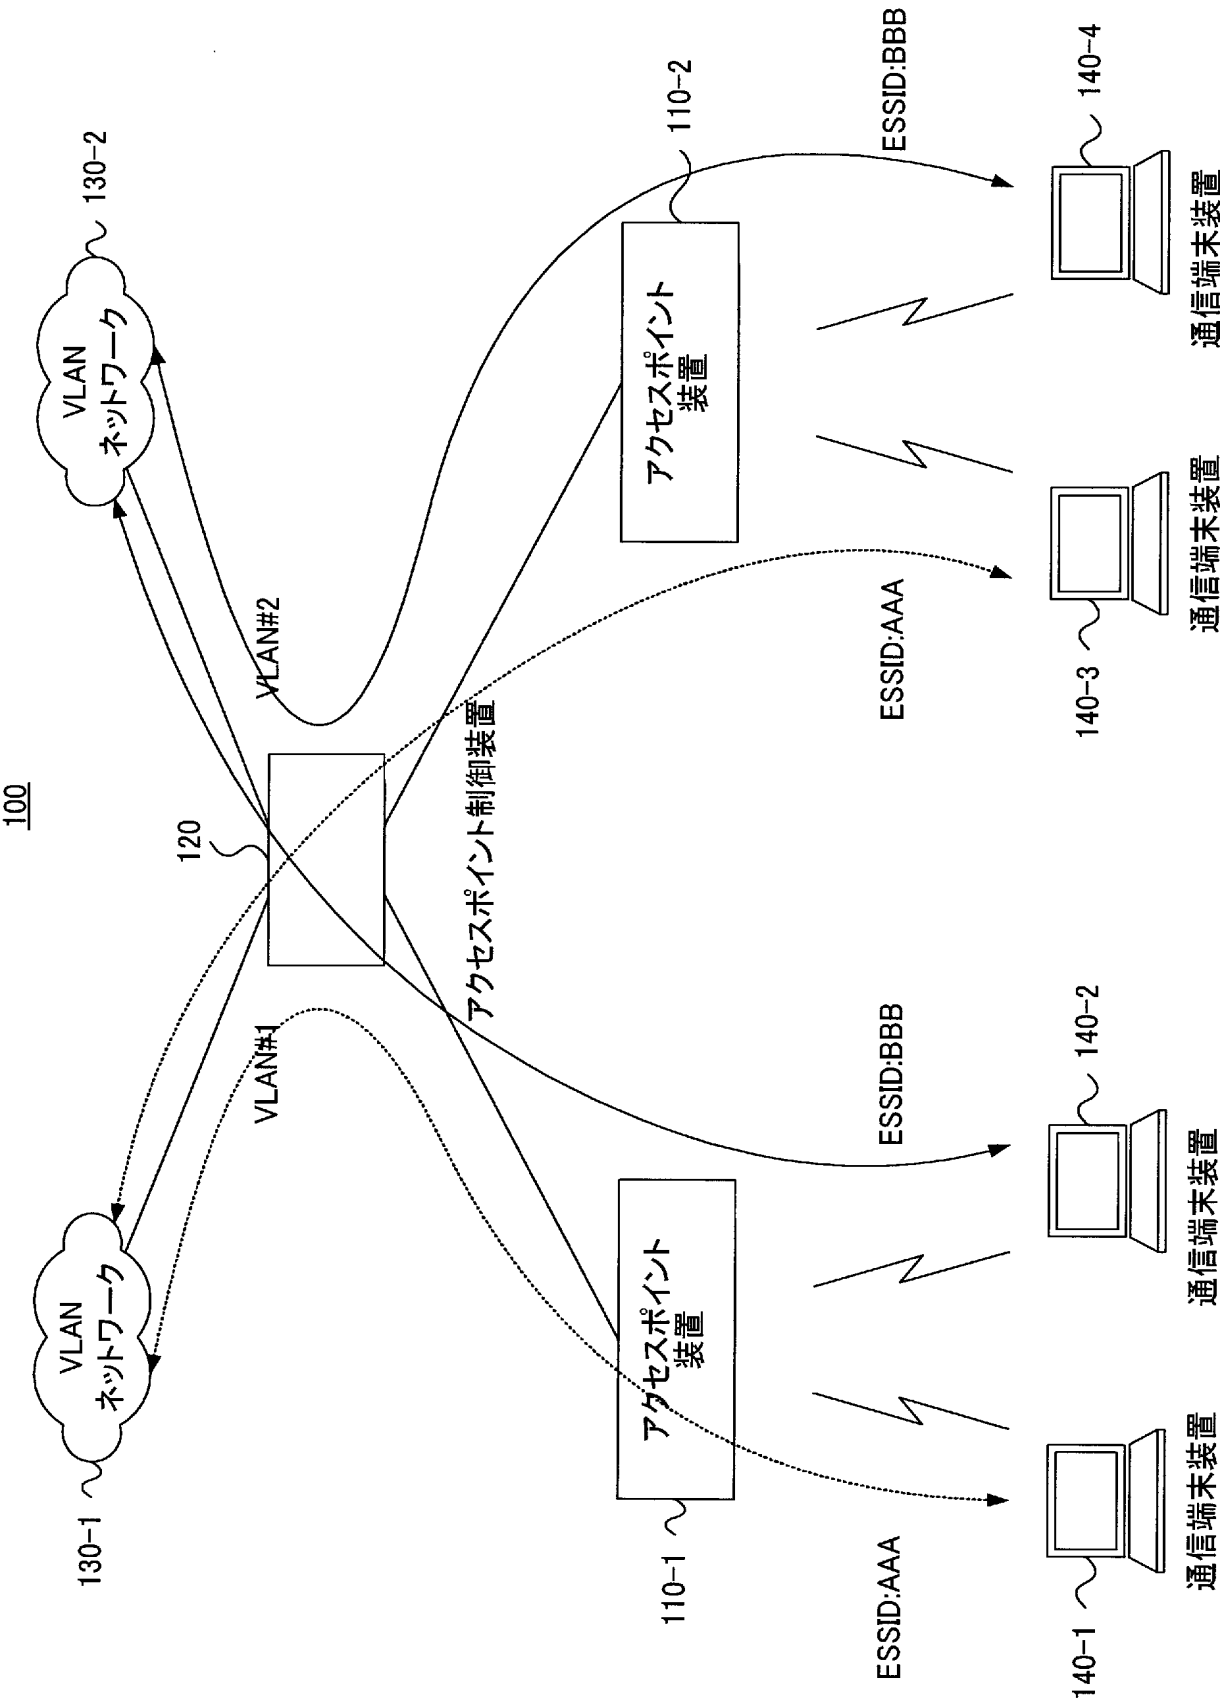 100
130-1
VLAN
ネットワーク
130-2
VLAN
ネットワーク
VLAN#1
120
VLAN#2
アクセスポイント制御装置
110-1
アクセスポイント
装置
110-2
アクセスポイント
装置
ESSID:AAA
ESSID:BBB
ESSID:AAA
ESSID:BBB
140-1
140-2
140-3
140-4
通信端末装置
通信端末装置
通信端末装置
通信端末装置